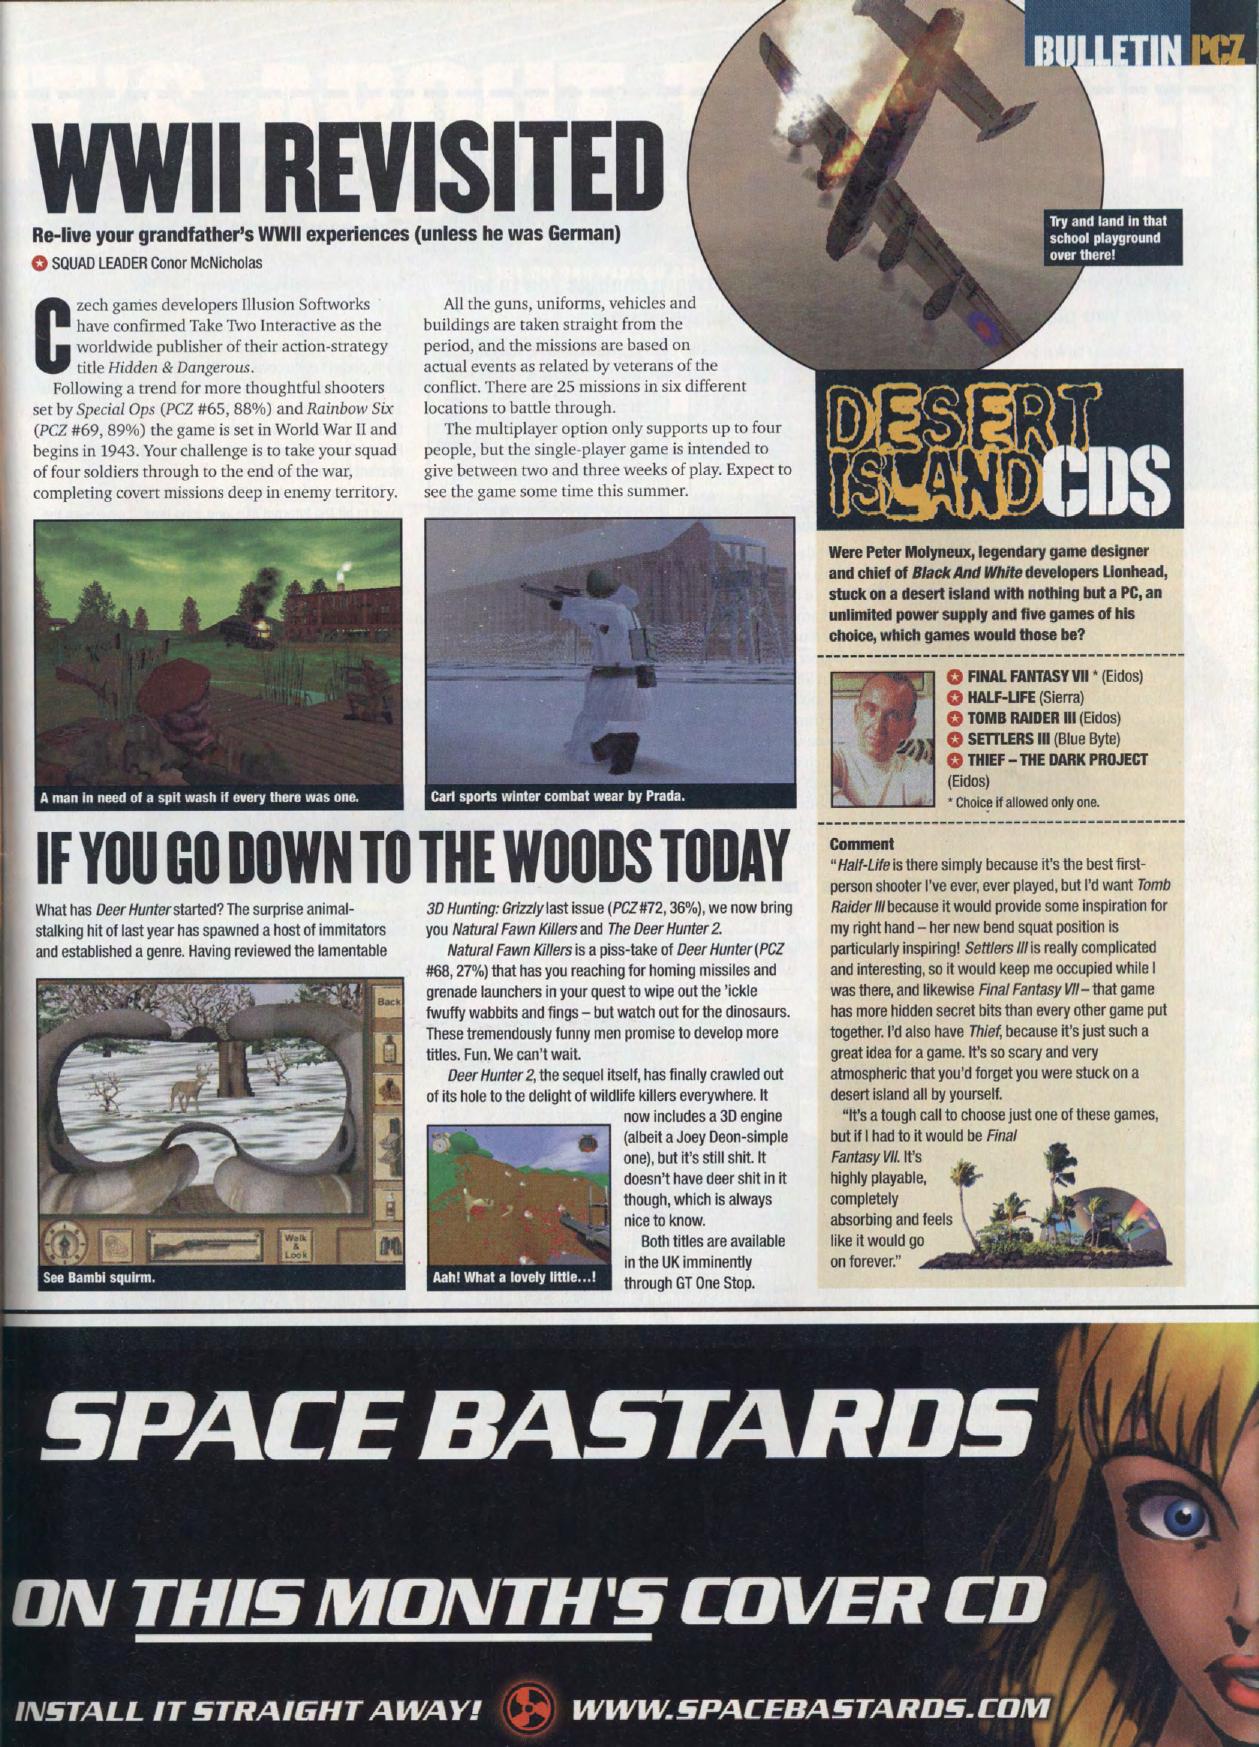 BULLETIN PCZ
WWII REVISITED
Re-live your grandfather's WWII experiences (unless he was German)
SQUAD LEADER Conor McNicholas
Czech games developers Illusion Softworks
have confirmed Take Two Interactive as the
worldwide publisher of their action-strategy
title Hidden & Dangerous.
Following a trend for more thoughtful shooters
set by Special Ops (PCZ #65, 88%) and Rainbow Six
(PCZ #69, 89%) the game is set in World War II and
begins in 1943. Your challenge is to take your squad
of four soldiers through to the end of the war,
completing covert missions deep in enemy territory.
All the guns, uniforms, vehicles and
buildings are taken straight from the
period, and the missions are based on
actual events as related by veterans of the
conflict. There are 25 missions in six different
locations to battle through.
The multiplayer option only supports up to four
people, but the single-player game is intended to
give between two and three weeks of play. Expect to
see the game some time this summer.
Try and land in that
school playground
over there!
A man in need of a spit wash if every there was one.
Carl sports winter combat wear by Prada.
IF YOU GO DOWN TO THE WOODS TODAY
What has Deer Hunter started? The surprise animal-
stalking hit of last year has spawned a host of immitators
and established a genre. Having reviewed the lamentable
3D Hunting: Grizzly last issue (PCZ #72, 36%), we now bring
you Natural Fawn Killers and The Deer Hunter 2.
Natural Fawn Killers is a piss-take of Deer Hunter (PCZ
#68, 27%) that has you reaching for homing missiles and
grenade launchers in your quest to wipe out the 'ickle
fwuffy wabbits and fings – but watch out for the dinosaurs.
These tremendously funny men promise to develop more
titles. Fun. We can't wait.
Deer Hunter 2, the sequel itself, has finally crawled out
of its hole to the delight of wildlife killers everywhere. It
now includes a 3D engine
(albeit a Joey Deon-simple
one), but it's still shit. It
doesn't have deer shit in it
though, which is always
nice to know.
Both titles are available
in the UK imminently
through GT One Stop.
Back
Walk
&
Look
See Bambi squirm.
Aah! What a lovely little...!
DESERT
ISLAND CDS
Were Peter Molyneux, legendary game designer
and chief of Black And White developers Lionhead,
stuck on a desert island with nothing but a PC, an
unlimited power supply and five games of his
choice, which games would those be?
FINAL FANTASY VII * (Eidos)
HALF-LIFE (Sierra)
TOMB RAIDER III (Eidos)
SETTLERS III (Blue Byte)
THIEF – THE DARK PROJECT
(Eidos)
* Choice if allowed only one.
Comment
"Half-Life is there simply because it's the best first-
person shooter I've ever, ever played, but I'd want Tomb
Raider III because it would provide some inspiration for
my right hand – her new bend squat position is
particularly inspiring! Settlers III is really complicated
and interesting, so it would keep me occupied while I
was there, and likewise Final Fantasy VII – that game
has more hidden secret bits than every other game put
together. I'd also have Thief, because it's just such a
great idea for a game. It's so scary and very
atmospheric that you'd forget you were stuck on a
desert island all by yourself.
"It's a tough call to choose just one of these games,
but if I had to it would be Final
Fantasy VII. It's
highly playable,
completely
absorbing and feels
like it would go
on forever."
SPACE BASTARDS
ON THIS MONTH'S COVER CD
INSTALL IT STRAIGHT AWAY! WWW.SPACEBASTARDS.COM